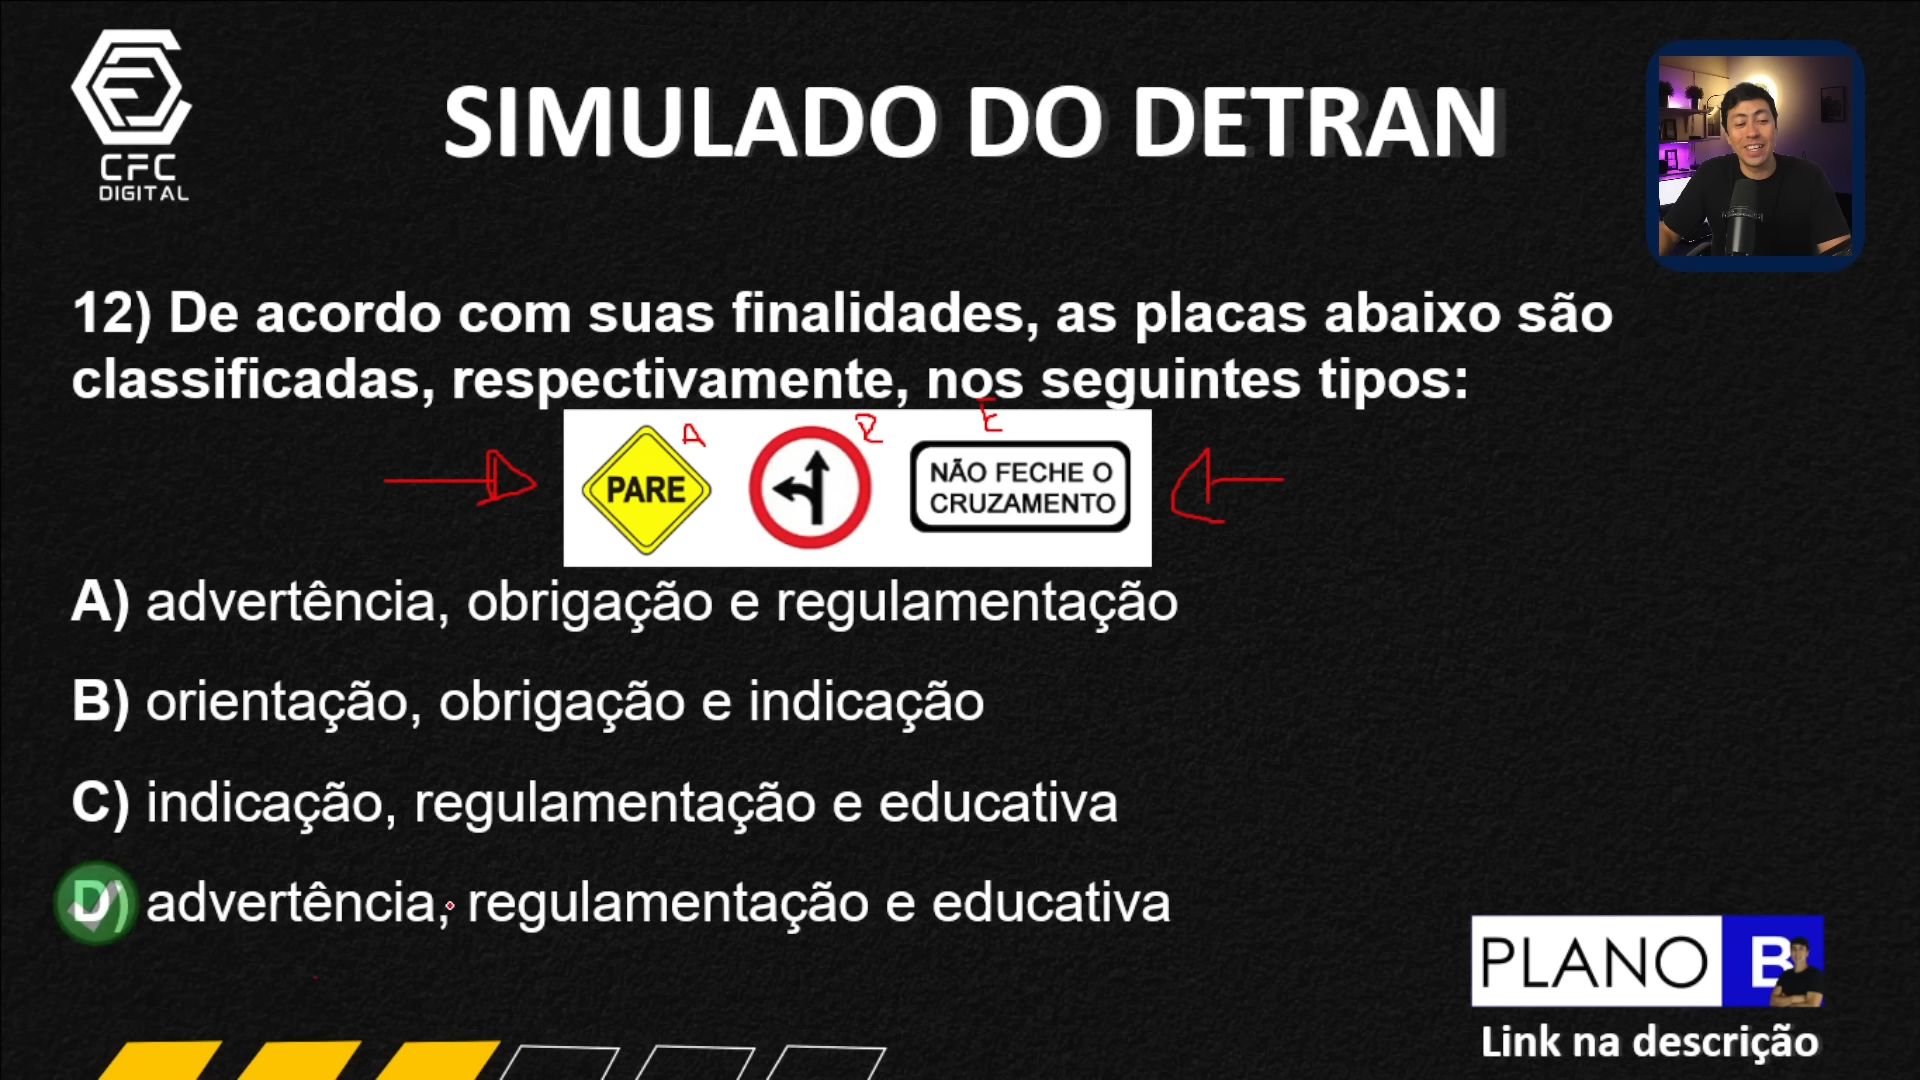 CFC
DIGITAL
SIMULADO DO DETRAN
12) De acordo com suas finalidades, as placas abaixo são
classificadas, respectivamente, nos seguintes tipos:
A R E
PARE
NÃO FECHE O
CRUZAMENTO
A) advertência, obrigação e regulamentação
B) orientação, obrigação e indicação
C) indicação, regulamentação e educativa
D) advertência, regulamentação e educativa
PLANO B
Link na descrição